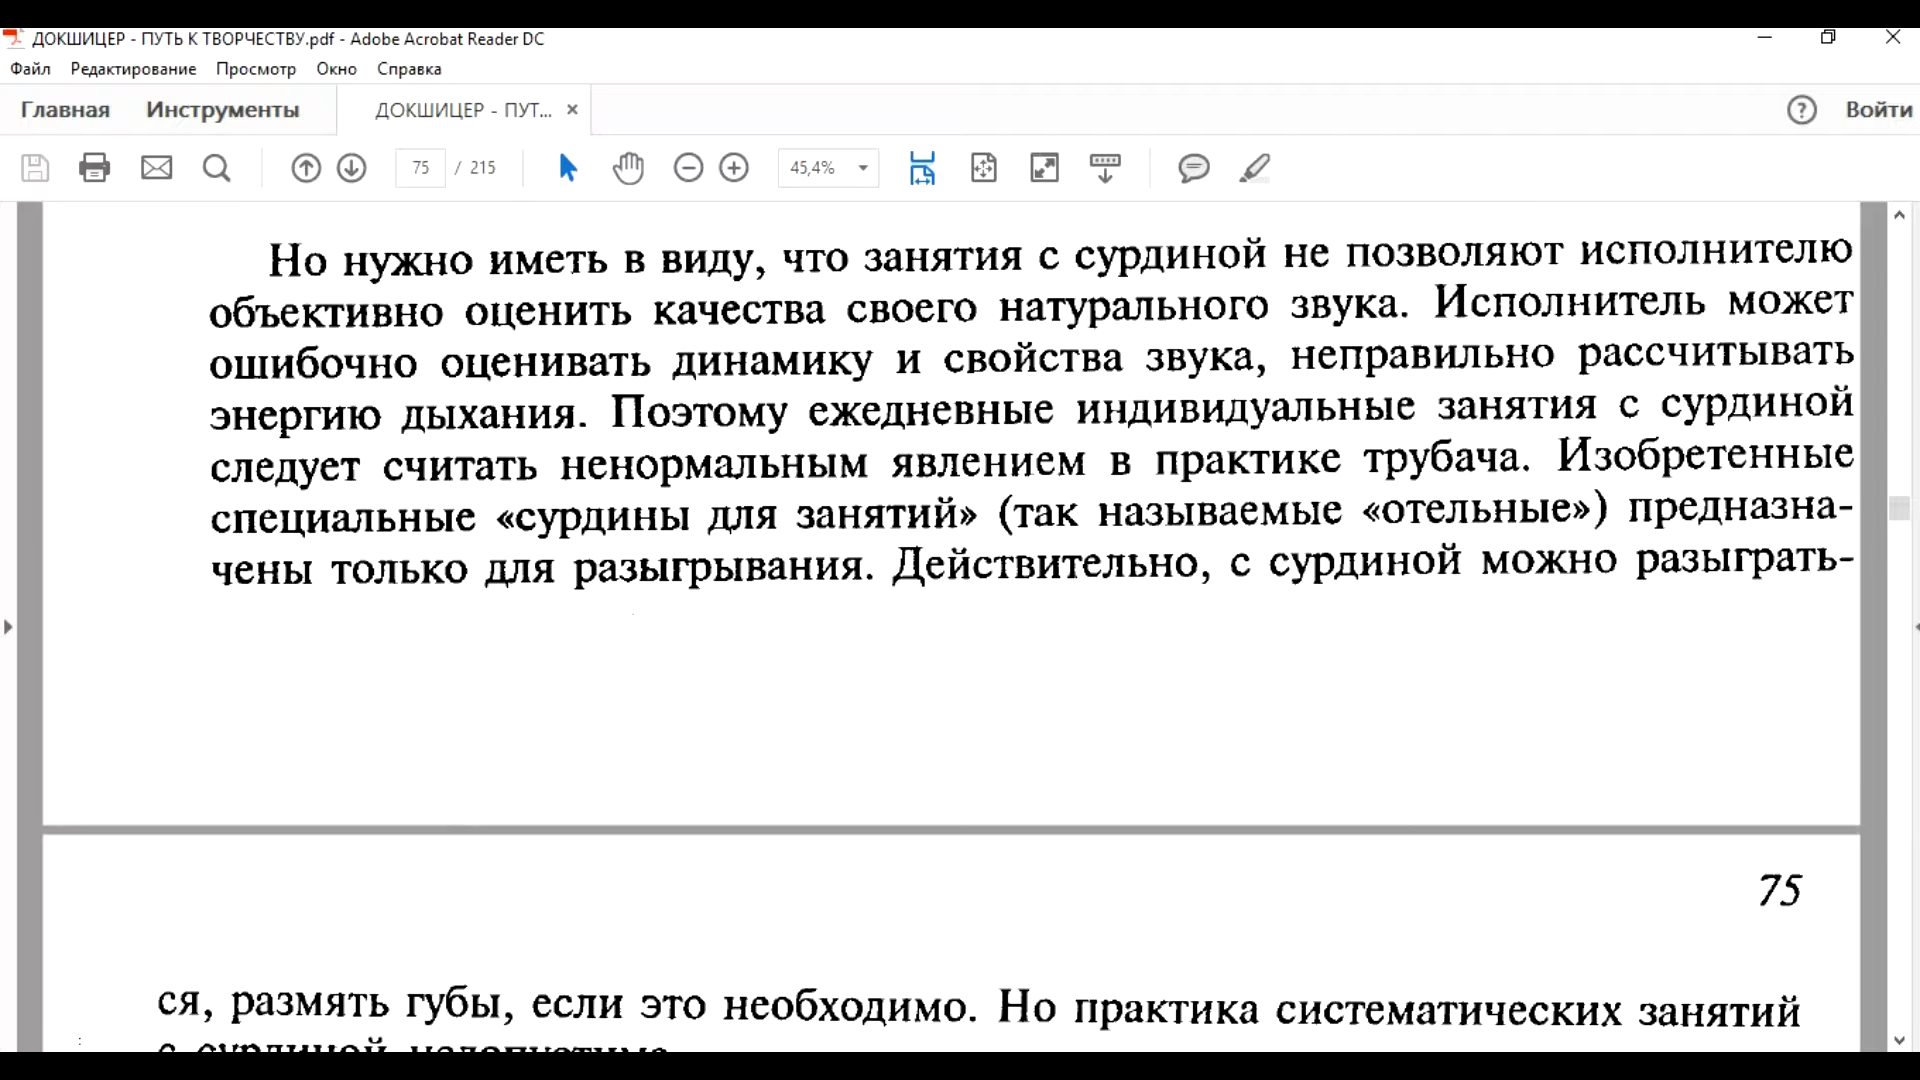 ДОКШИЦЕР - ПУТЬ К ТВОРЧЕСТВУ.pdf - Adobe Acrobat Reader DC
Файл Редактирование Просмотр Окно Справка
Главная Инструменты ДОКШИЦЕР - ПУТ... Войти
75 / 215 45,4%
Но нужно иметь в виду, что занятия с сурдиной не позволяют исполнителю
объективно оценить качества своего натурального звука. Исполнитель может
ошибочно оценивать динамику и свойства звука, неправильно рассчитывать
энергию дыхания. Поэтому ежедневные индивидуальные занятия с сурдиной
следует считать ненормальным явлением в практике трубача. Изобретенные
специальные «сурдины для занятий» (так называемые «отельные») предназна-
чены только для разыгрывания. Действительно, с сурдиной можно разыграть-
75
ся, размять губы, если это необходимо. Но практика систематических занятий
с сурдиной недопустима.